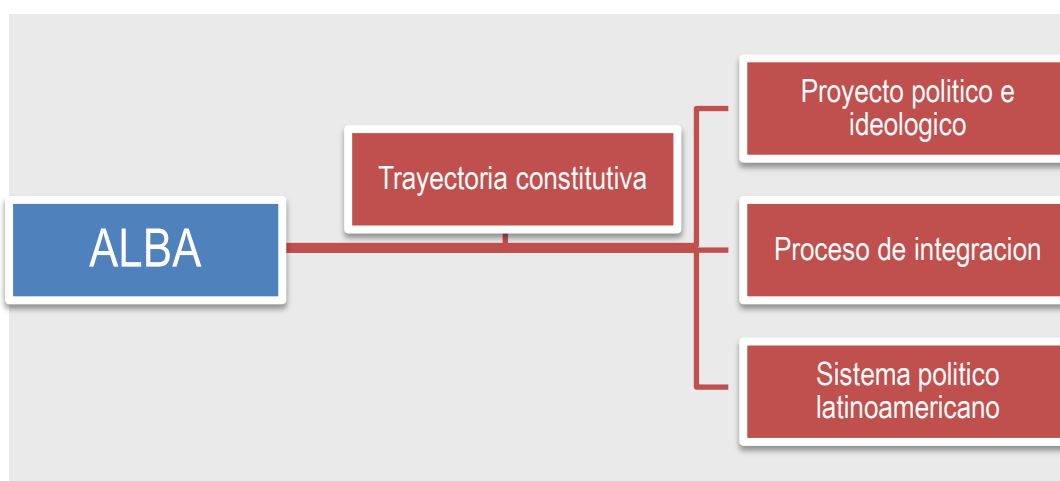 ALBA
Trayectoria constitutiva
Proyecto politico e
ideologico
Proceso de integracion
Sistema politico
latinoamericano